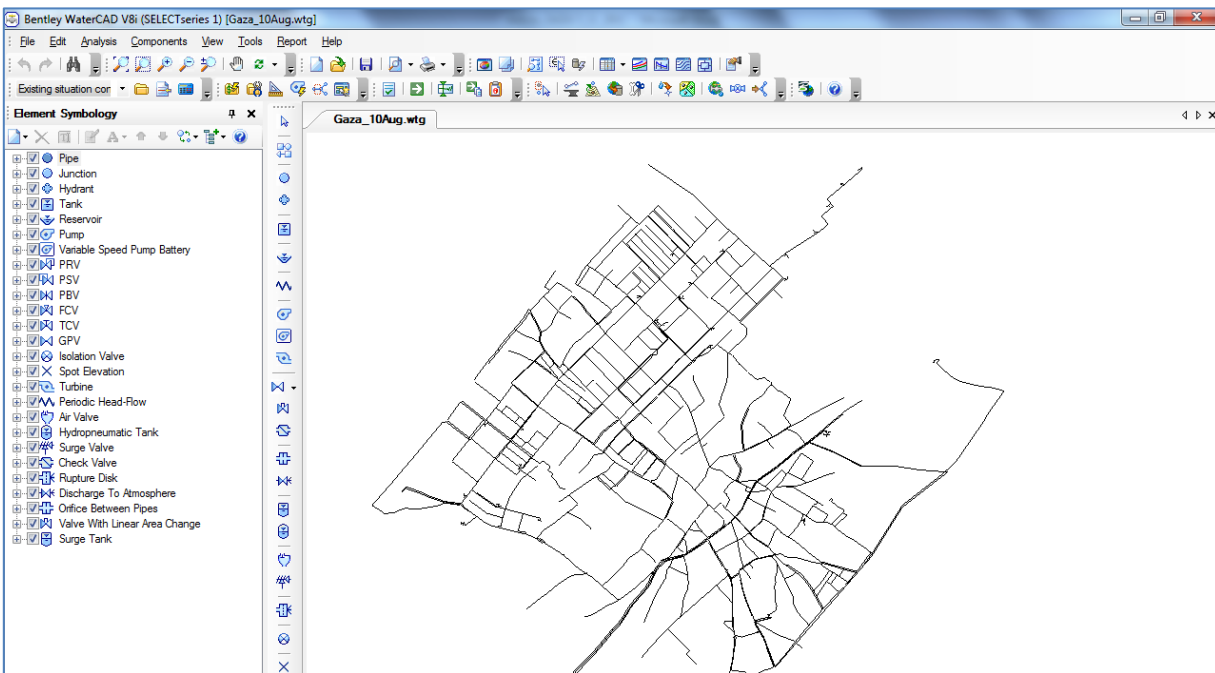 Bentley WaterCAD V8i (SELECTseries 1) [Gaza_10Aug.wtg]
File Edit Analysis Components View Tools Report Help
Existing situation cor
Element Symbology
Gaza_10Aug.wtg
Pipe
Junction
Hydrant
Tank
Reservoir
Pump
Variable Speed Pump Battery
PRV
PSV
PBV
FCV
TCV
GPV
Isolation Valve
Spot Elevation
Turbine
Periodic Head-Flow
Air Valve
Hydropneumatic Tank
Surge Valve
Check Valve
Rupture Disk
Discharge To Atmosphere
Orifice Between Pipes
Valve With Linear Area Change
Surge Tank